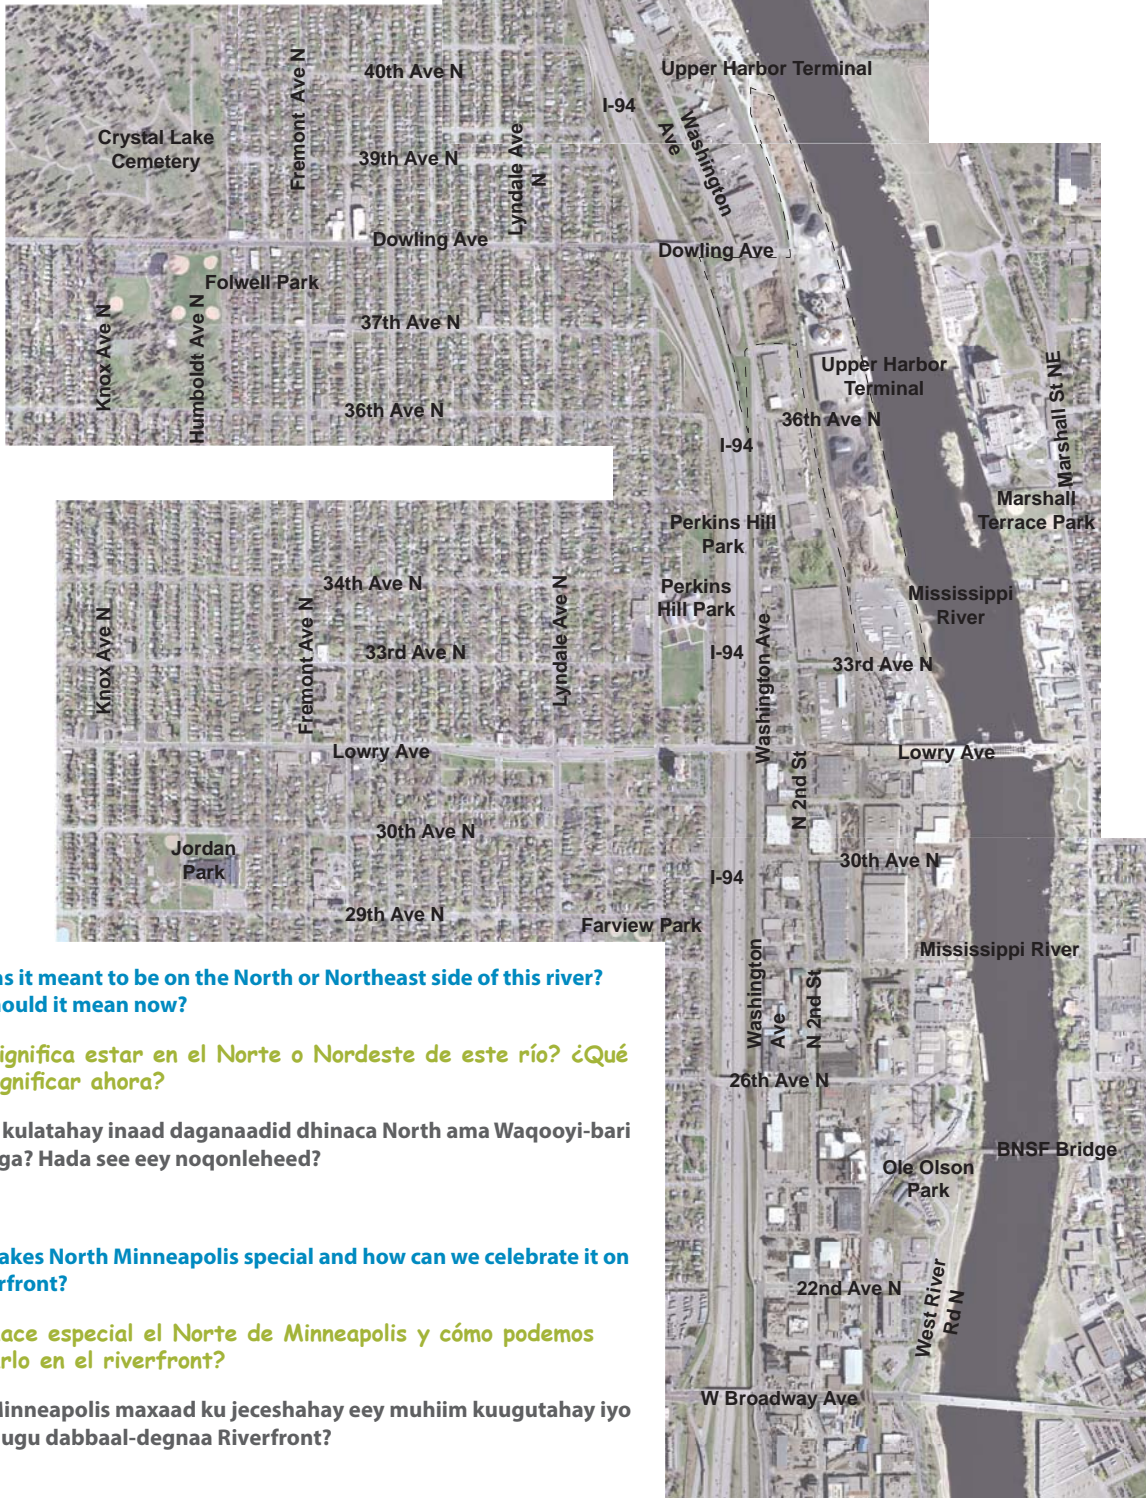 Upper Harbor Terminal
40th Ave N
I-94
Fremont Ave N
Washington
Ave
Crystal Lake
Cemetery
39th Ave N
Lyndale Ave
N
Dowling Ave
Dowling Ave
Folwell Park
Knox Ave N
Humboldt Ave N
37th Ave N
Upper Harbor
Terminal
Marshall St NE
36th Ave N
36th Ave N
I-94
Marshall
Terrace Park
Perkins Hill
Park
34th Ave N
Perkins
Hill Park
Mississippi
River
Knox Ave N
Fremont Ave N
Lyndale Ave N
33rd Ave N
I-94
Washington Ave
33rd Ave N
Lowry Ave
Lowry Ave
N 2nd St
30th Ave N
Jordan
Park
30th Ave N
I-94
29th Ave N
Farview Park
Mississippi River
as it meant to be on the North or Northeast side of this river?
hould it mean now?
ignifica estar en el Norte o Nordeste de este río? ¿Qué
gnificar ahora?
kulatahay inaad daganaadid dhinaca North ama Waqooyi-bari
ga? Hada see eey noqonleheed?
akes North Minneapolis special and how can we celebrate it on
erfront?
ace especial el Norte de Minneapolis y cómo podemos
arlo en el riverfront?
Minneapolis maxaad ku jeceshahay eey muhiim kuugutahay iyo
ugu dabbaal-degnaa Riverfront?
Washington
Ave
N 2nd St
26th Ave N
BNSF Bridge
Ole Olson
Park
22nd Ave N
West River
Rd N
W Broadway Ave